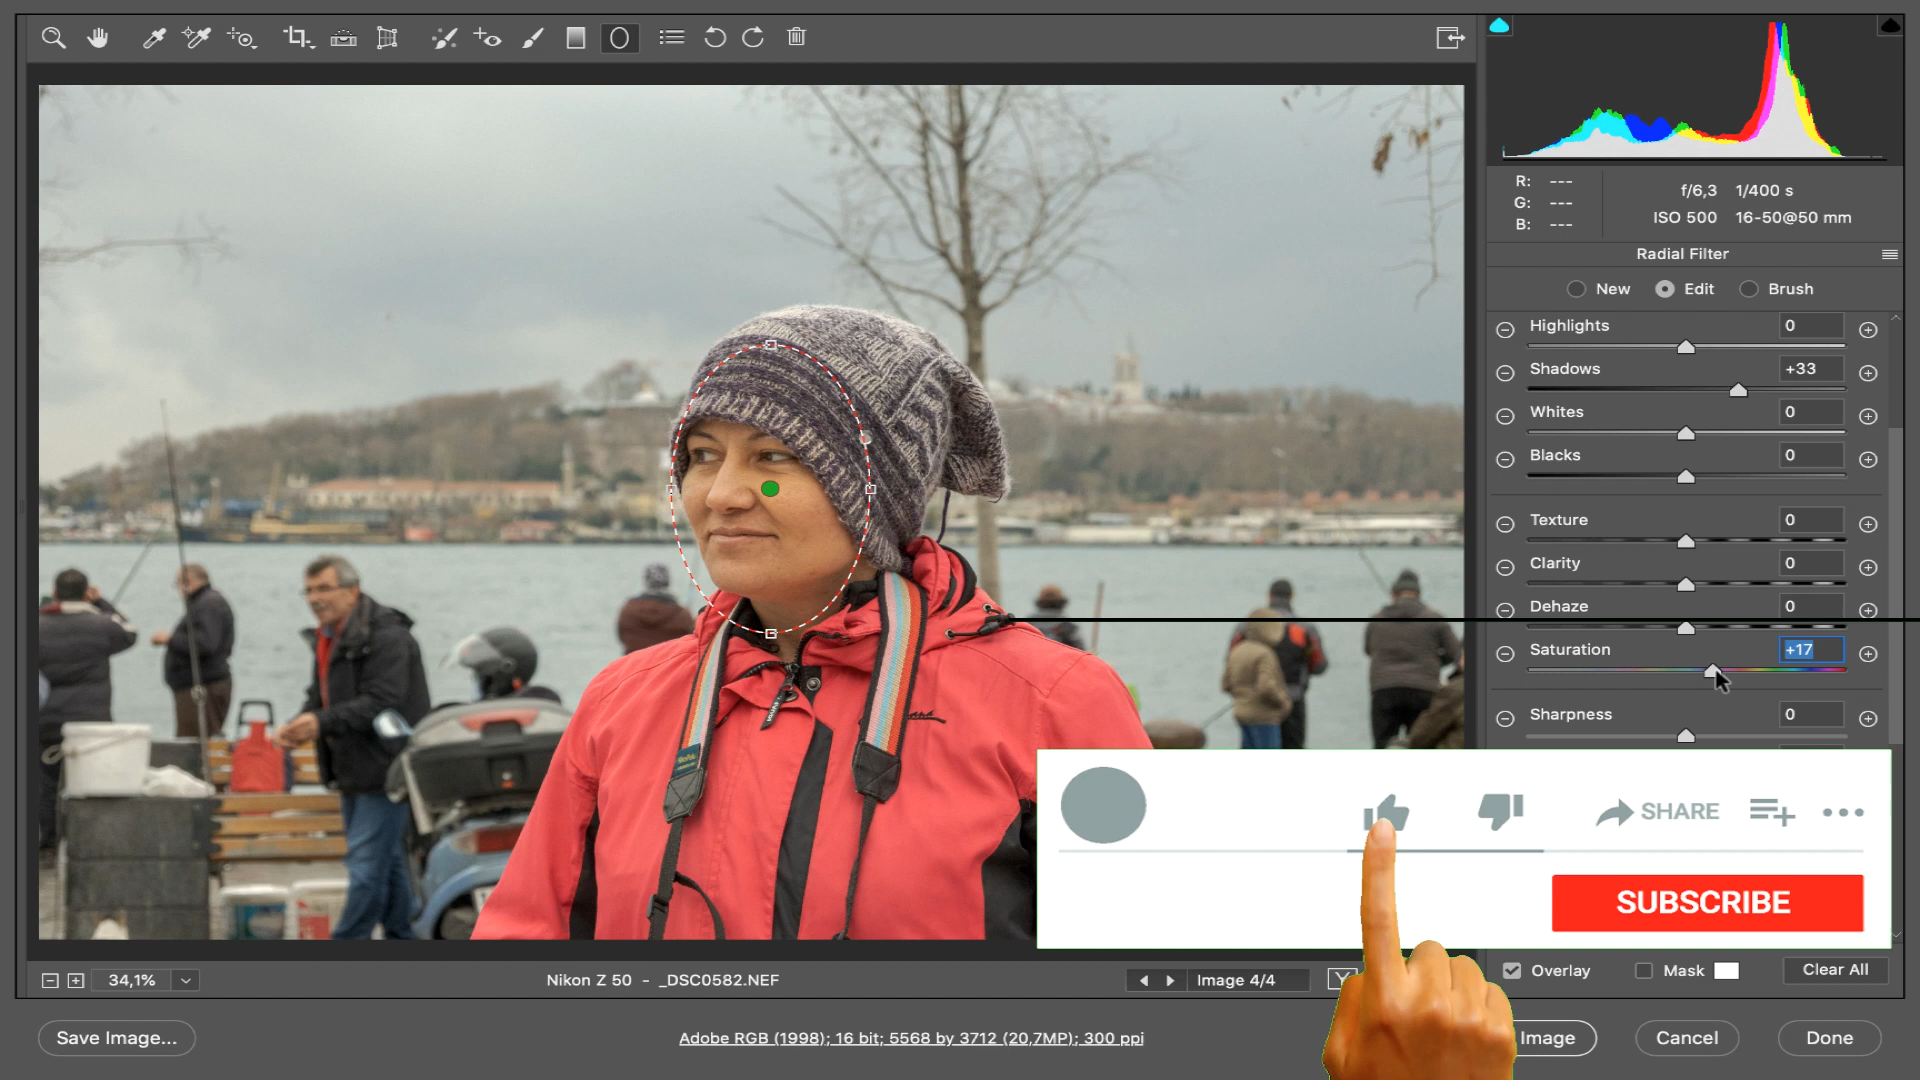 R: ---
G: ---
B: ---
f/6,3 1/400 s
ISO 500 16-50@50 mm
Radial Filter
New Edit Brush
Highlights 0
Shadows +33
Whites 0
Blacks 0
Texture 0
Clarity 0
Dehaze 0
Saturation +17
Sharpness 0
SHARE
SUBSCRIBE
34,1%
Nikon Z 50 - _DSC0582.NEF
Image 4/4
Y
Overlay Mask Clear All
Save Image...
Adobe RGB (1998); 16 bit; 5568 by 3712 (20,7MP); 300 ppi
Image
Cancel
Done